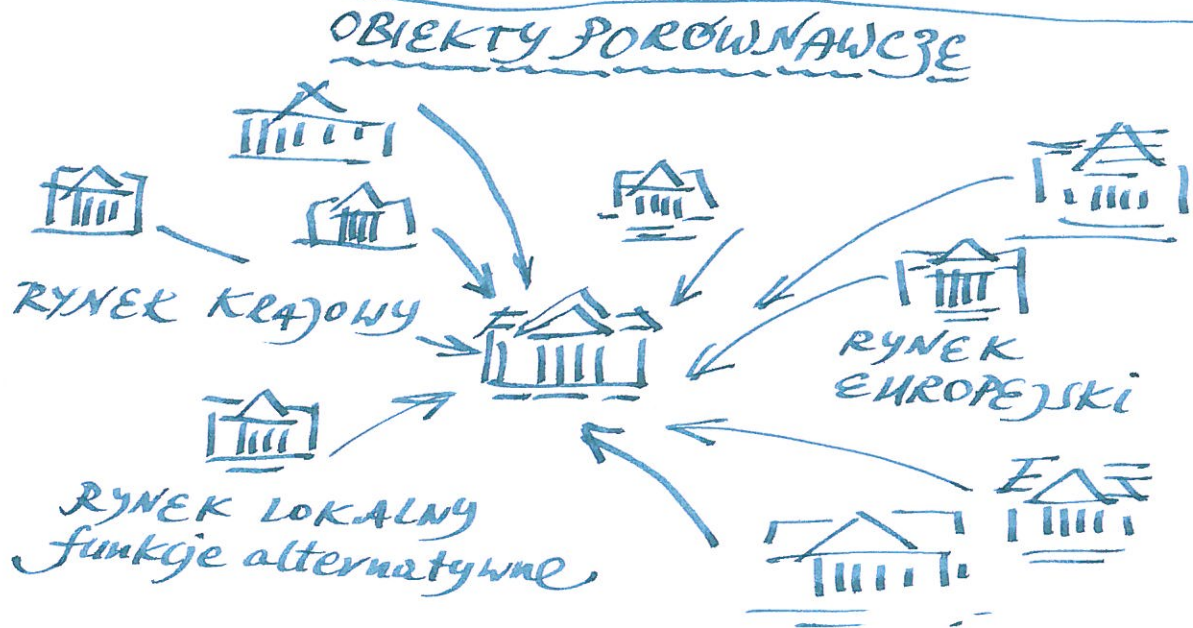 OBIEKTY PORÓWNAWCZE
RYNEK KRAJOWY
RYNEK
EUROPEJSKI
RYNEK LOKALNY
funkcje alternatywne